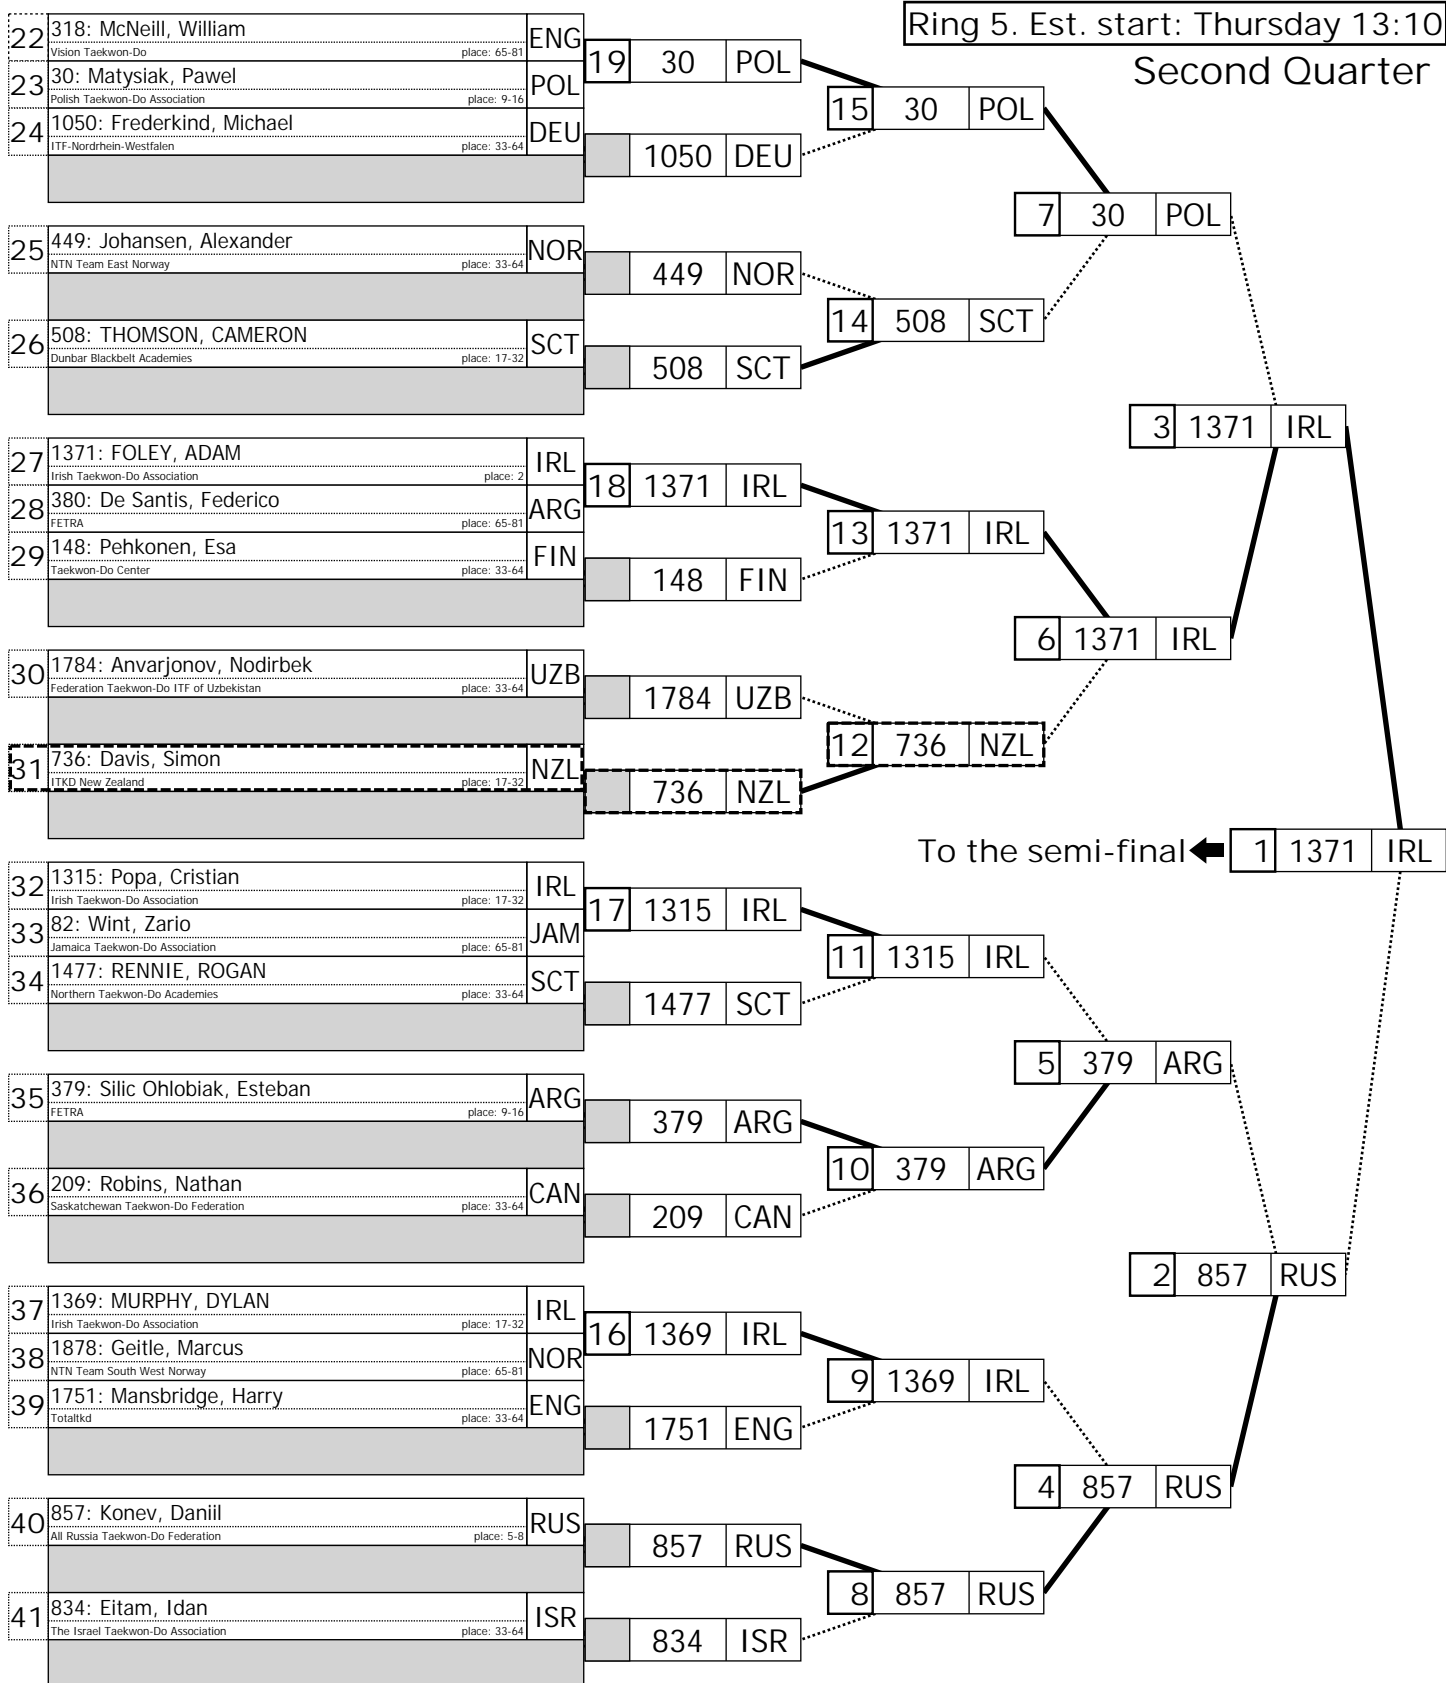 Ring 5. Est. start: Thursday 13:10
Second Quarter
22 318: McNeill, William ENG
Vision Taekwon-Do place: 65-81
23 30: Matysiak, Pawel POL
Polish Taekwon-Do Association place: 9-16
24 1050: Frederkind, Michael DEU
ITF-Nordrhein-Westfalen place: 33-64
19 30 POL
1050 DEU
15 30 POL
7 30 POL
25 449: Johansen, Alexander NOR
NTN Team East Norway place: 33-64
26 508: THOMSON, CAMERON SCT
Dunbar Blackbelt Academies place: 17-32
449 NOR
508 SCT
14 508 SCT
3 1371 IRL
27 1371: FOLEY, ADAM IRL
Irish Taekwon-Do Association place: 2
28 380: De Santis, Federico ARG
FETRA place: 65-81
29 148: Pehkonen, Esa FIN
Taekwon-Do Center place: 33-64
18 1371 IRL
148 FIN
13 1371 IRL
6 1371 IRL
30 1784: Anvarjonov, Nodirbek UZB
Federation Taekwon-Do ITF of Uzbekistan place: 33-64
31 736: Davis, Simon NZL
ITKD New Zealand place: 17-32
1784 UZB
736 NZL
12 736 NZL
To the semi-final 1 1371 IRL
32 1315: Popa, Cristian IRL
Irish Taekwon-Do Association place: 17-32
33 82: Wint, Zario JAM
Jamaica Taekwon-Do Association place: 65-81
34 1477: RENNIE, ROGAN SCT
Northern Taekwon-Do Academies place: 33-64
17 1315 IRL
1477 SCT
11 1315 IRL
5 379 ARG
35 379: Silic Ohlobiak, Esteban ARG
FETRA place: 9-16
36 209: Robins, Nathan CAN
Saskatchewan Taekwon-Do Federation place: 33-64
379 ARG
209 CAN
10 379 ARG
2 857 RUS
37 1369: MURPHY, DYLAN IRL
Irish Taekwon-Do Association place: 17-32
38 1878: Geitle, Marcus NOR
NTN Team South West Norway place: 65-81
39 1751: Mansbridge, Harry ENG
Totaltkd place: 33-64
16 1369 IRL
1751 ENG
9 1369 IRL
4 857 RUS
40 857: Konev, Daniil RUS
All Russia Taekwon-Do Federation place: 5-8
41 834: Eitam, Idan ISR
The Israel Taekwon-Do Association place: 33-64
857 RUS
834 ISR
8 857 RUS